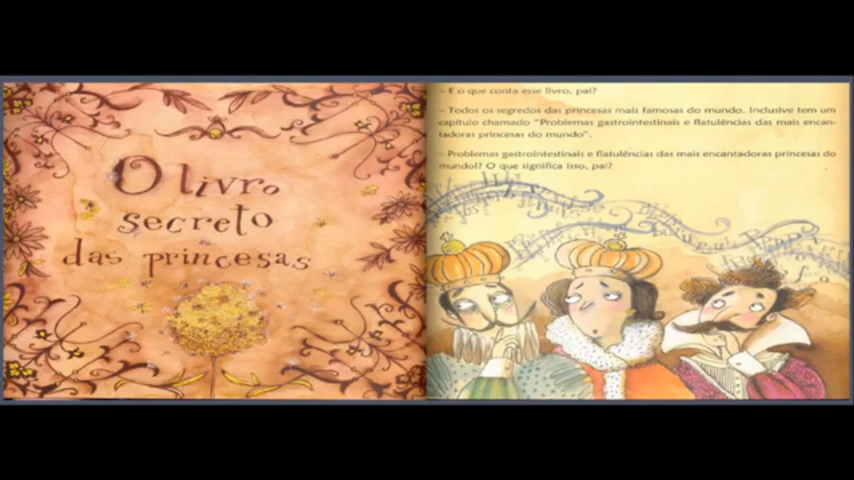 O livro
secreto
das princesas
– E o que conta esse livro, pai?
– Todos os segredos das princesas mais famosas do mundo. Inclusive tem um
capítulo chamado "Problemas gastrointestinais e flatulências das mais encan-
tadoras princesas do mundo".
– Problemas gastrointestinais e flatulências das mais encantadoras princesas do
mundo!? O que significa isso, pai?